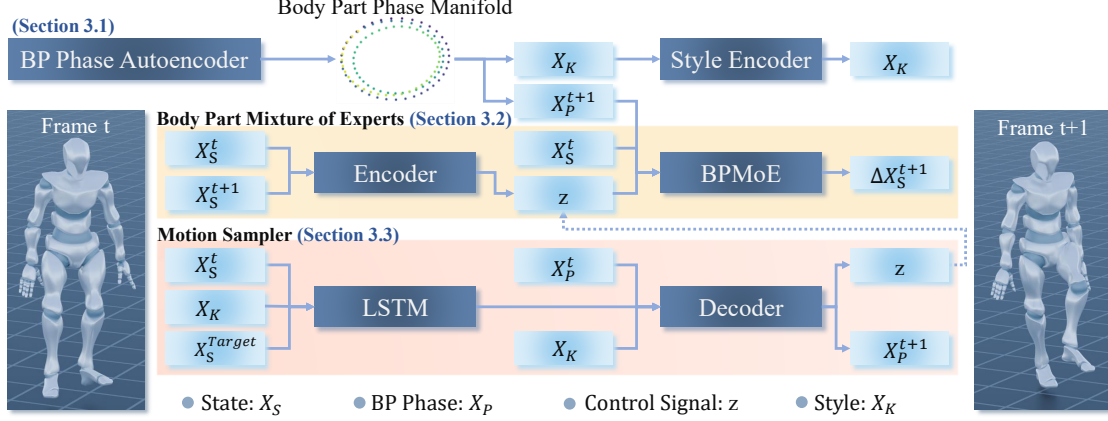 Body Part Phase Manifold
(Section 3.1)
BP Phase Autoencoder
X_K
Style Encoder
X_K
X_P^{t+1}
Frame t
Body Part Mixture of Experts (Section 3.2)
Frame t+1
X_S^t
X_S^t
X_S^{t+1}
Encoder
z
BPMoE
ΔX_S^{t+1}
Motion Sampler (Section 3.3)
X_S^t
X_P^t
z
X_K
LSTM
Decoder
X_S^{Target}
X_K
X_P^{t+1}
State: X_S
BP Phase: X_P
Control Signal: z
Style: X_K